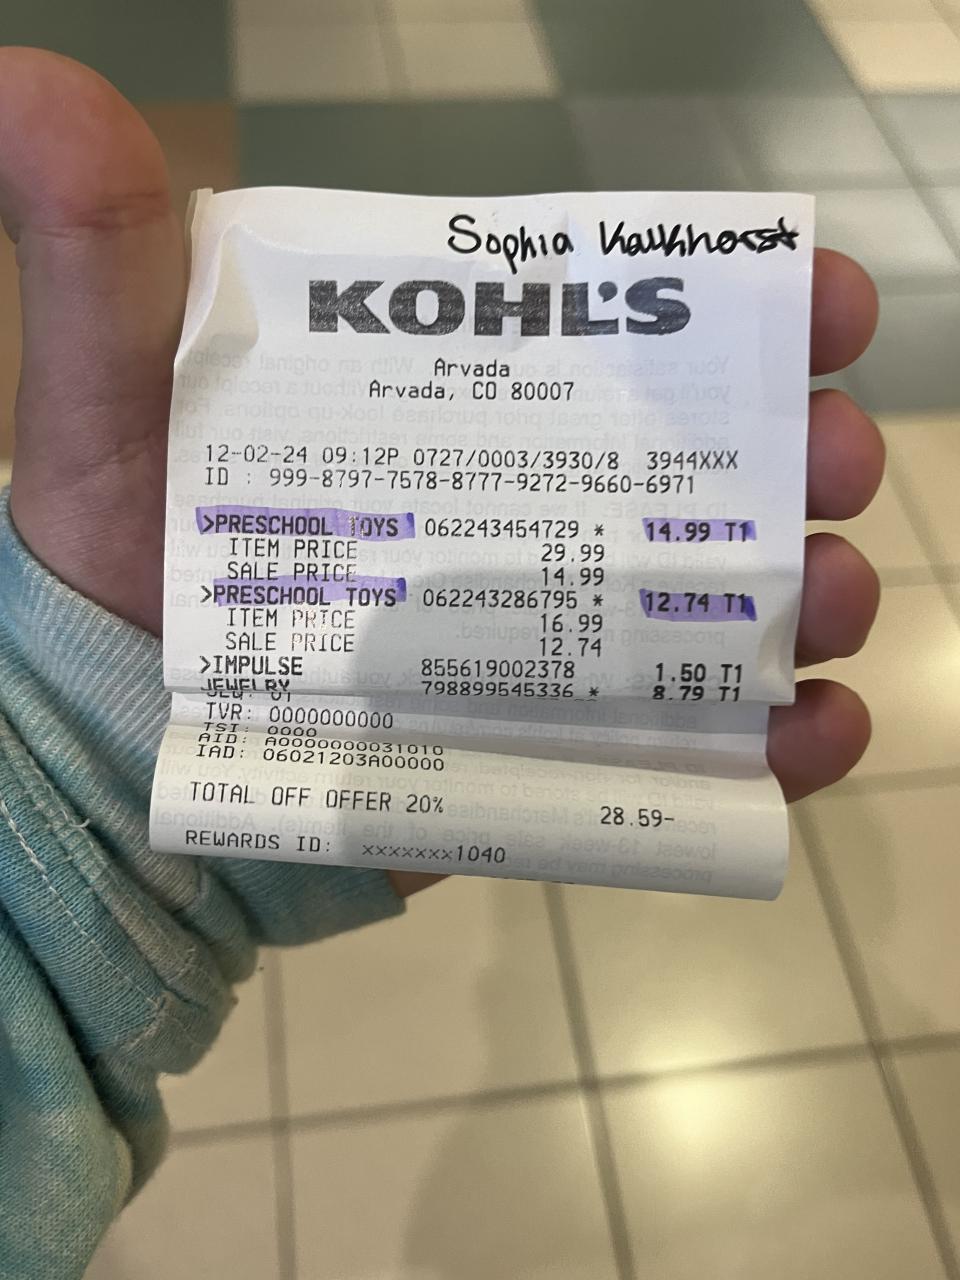 Sophia Kalkhorst
KOHL'S
Arvada
Arvada, CO 80007
12-02-24 09:12P 0727/0003/3930/8 3944XXX
ID : 999-8797-7578-8777-9272-9660-6971
>PRESCHOOL TOYS 062243454729 * 14.99 T1
ITEM PRICE 29.99
SALE PRICE 14.99
>PRESCHOOL TOYS 062243286795 * 12.74 T1
ITEM PRICE 16.99
SALE PRICE 12.74
>IMPULSE 855619002378 1.50 T1
JEWELRY 798899545336 * 8.79 T1
TVR: 0000000000
TSI: 0000
AID: A0000000031010
IAD: 06021203A00000
TOTAL OFF OFFER 20% 28.59-
REWARDS ID: xxxxxxx1040